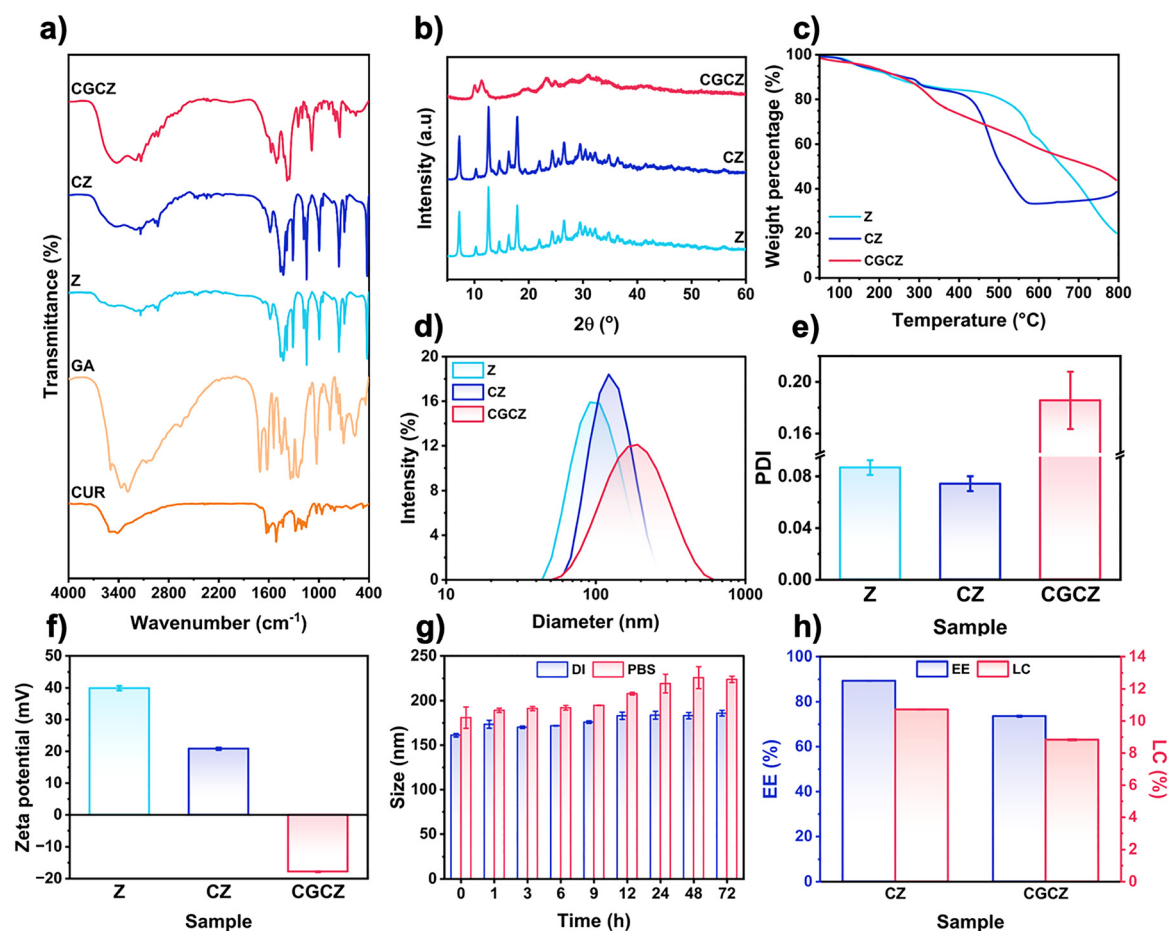 a)
CGCZ
CZ
Z
GA
CUR
Transmittance (%)
4000 3400 2800 2200 1600 1000 400
Wavenumber (cm⁻¹)
b)
CGCZ
CZ
Z
Intensity (a.u)
10 20 30 40 50 60
2θ (º)
c)
Weight percentage (%)
100
80
60
40
20
0
Z
CZ
CGCZ
100 200 300 400 500 600 700 800
Temperature (°C)
d)
Intensity (%)
20
16
12
8
4
0
Z
CZ
CGCZ
10 100 1000
Diameter (nm)
e)
PDI
0.20
0.16
0.08
0.04
0.00
Z CZ CGCZ
Sample
f)
Zeta potential (mV)
50
40
30
20
10
0
−10
−20
Z CZ CGCZ
Sample
g)
Size (nm)
250
200
150
100
50
0
DI PBS
0 1 3 6 9 12 24 48 72
Time (h)
h)
EE (%)
100
80
60
40
20
0
EE LC
14
12
10
8
6
4
2
0
LC (%)
CZ CGCZ
Sample